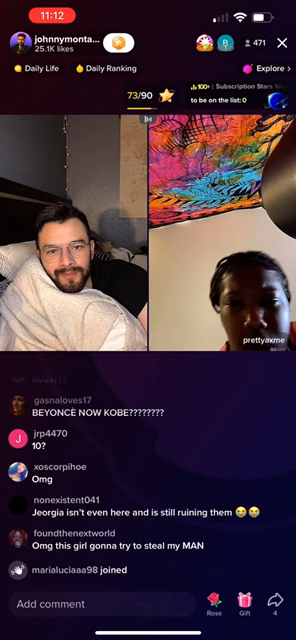 11:12
johnnymonta...
25.1K likes
R
471
Daily Life
Daily Ranking
Explore
73/90
100+ | Subscription Stars
to be on the list: 0
prettyaxme
gasnaloves17
BEYONCÈ NOW KOBE????????
J
jrp4470
10?
xoscorpihoe
Omg
nonexistent041
Jeorgia isn't even here and is still ruining them 😭😭
foundthenextworld
Omg this girl gonna try to steal my MAN
marialuciaaa98 joined
Add comment
Rose
Gift
4